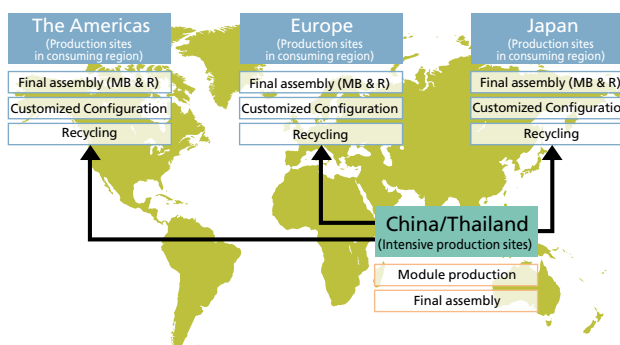 The Americas
(Production sites
in consuming region)
Final assembly (MB & R)
Customized Configuration
Recycling
Europe
(Production sites
in consuming region)
Final assembly (MB & R)
Customized Configuration
Recycling
Japan
(Production sites
in consuming region)
Final assembly (MB & R)
Customized Configuration
Recycling
China/Thailand
(Intensive production sites)
Module production
Final assembly